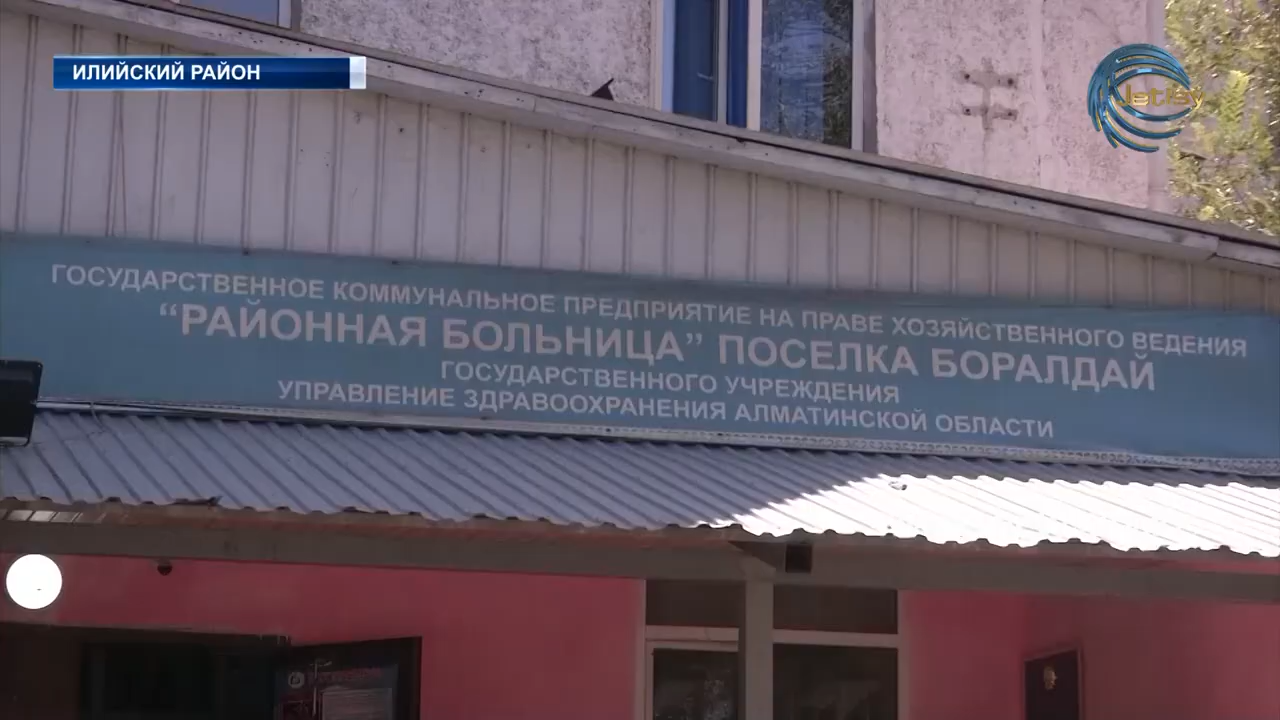 ИЛИЙСКИЙ РАЙОН
Jetisy
ГОСУДАРСТВЕННОЕ КОММУНАЛЬНОЕ ПРЕДПРИЯТИЕ НА ПРАВЕ ХОЗЯЙСТВЕННОГО ВЕДЕНИЯ
“РАЙОННАЯ БОЛЬНИЦА” ПОСЕЛКА БОРАЛДАЙ
ГОСУДАРСТВЕННОГО УЧРЕЖДЕНИЯ
УПРАВЛЕНИЕ ЗДРАВООХРАНЕНИЯ АЛМАТИНСКОЙ ОБЛАСТИ